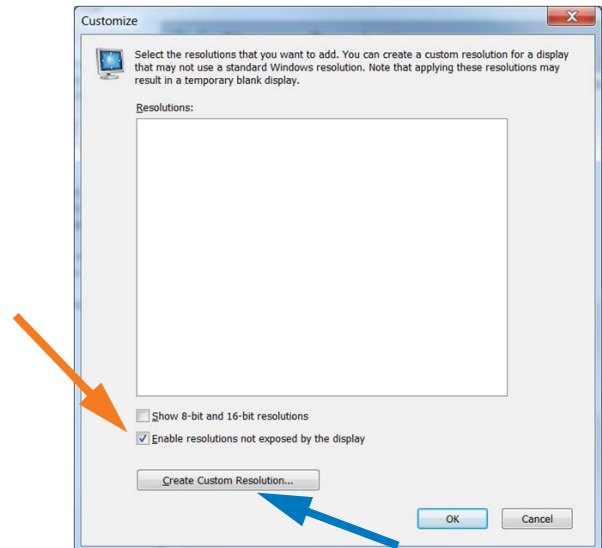 Customize
Select the resolutions that you want to add. You can create a custom resolution for a display
that may not use a standard Windows resolution. Note that applying these resolutions may
result in a temporary blank display.
Resolutions:
Show 8-bit and 16-bit resolutions
Enable resolutions not exposed by the display
Create Custom Resolution...
OK Cancel